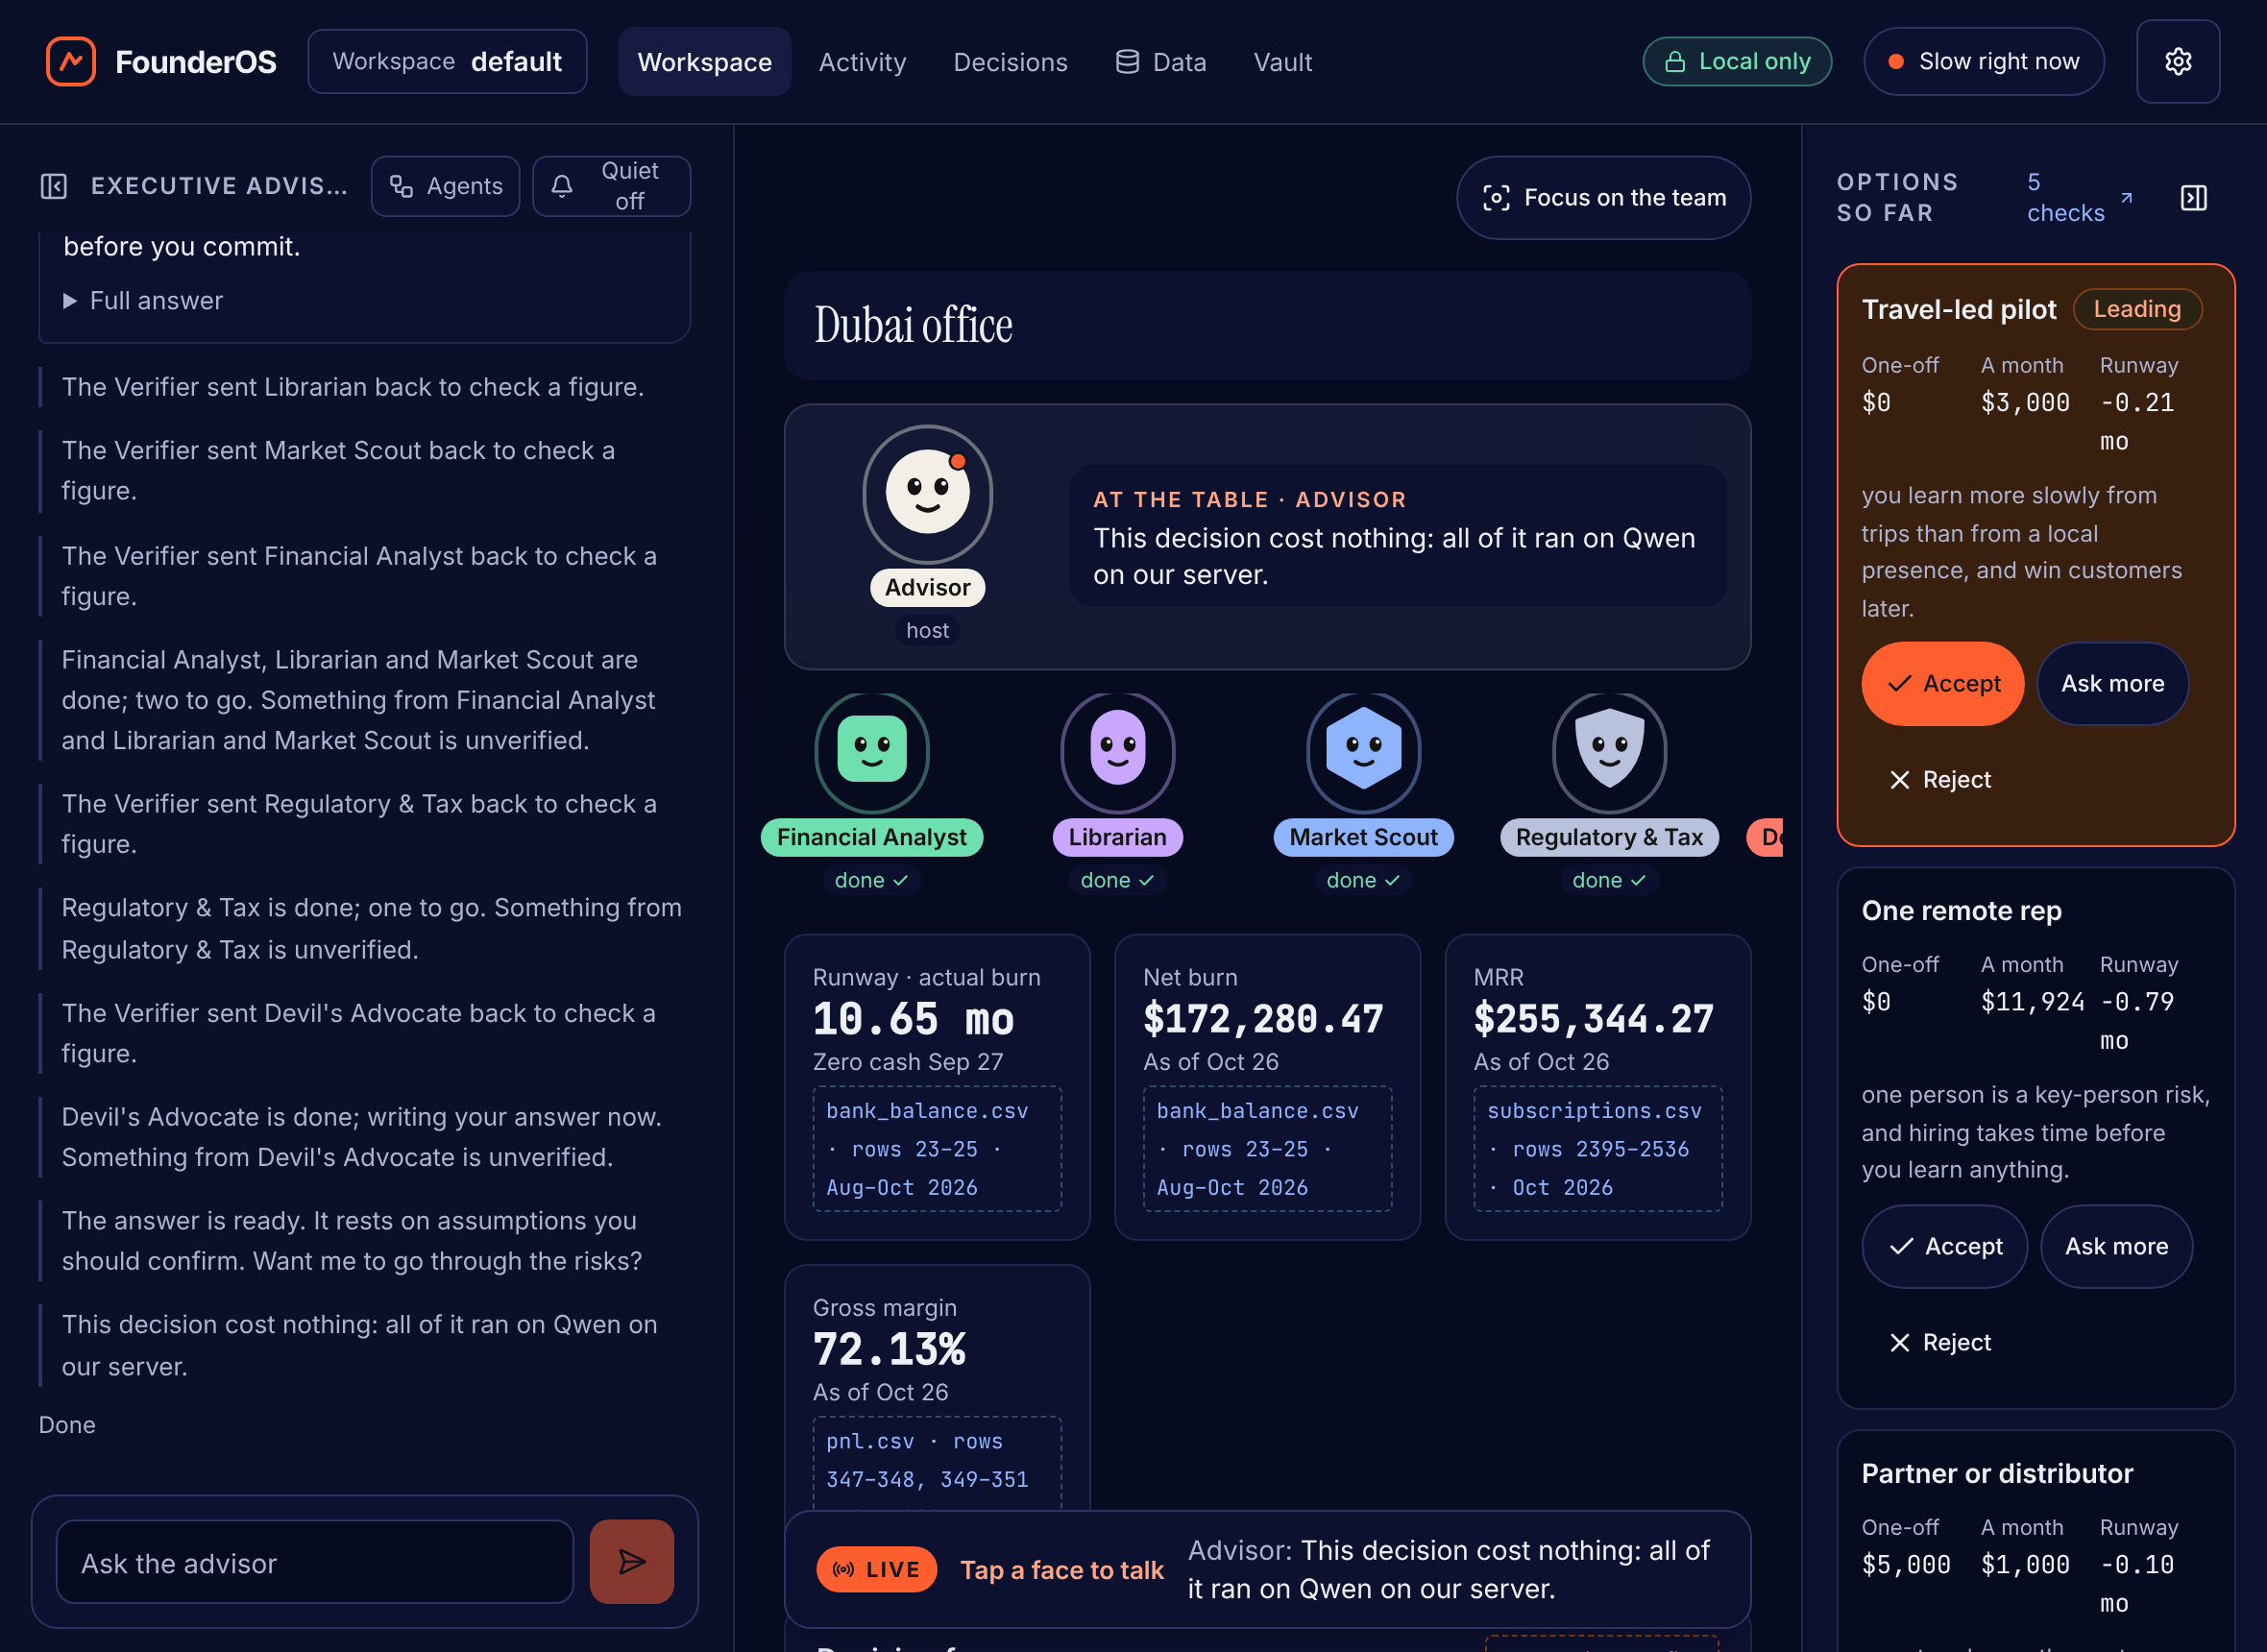 FounderOS
Workspace default
Workspace
Activity
Decisions
Data
Vault
Local only
Slow right now
EXECUTIVE ADVIS...
Agents
Quiet
off
before you commit.
Full answer
The Verifier sent Librarian back to check a figure.
The Verifier sent Market Scout back to check a
figure.
The Verifier sent Financial Analyst back to check a
figure.
Financial Analyst, Librarian and Market Scout are
done; two to go. Something from Financial Analyst
and Librarian and Market Scout is unverified.
The Verifier sent Regulatory & Tax back to check a
figure.
Regulatory & Tax is done; one to go. Something from
Regulatory & Tax is unverified.
The Verifier sent Devil's Advocate back to check a
figure.
Devil's Advocate is done; writing your answer now.
Something from Devil's Advocate is unverified.
The answer is ready. It rests on assumptions you
should confirm. Want me to go through the risks?
This decision cost nothing: all of it ran on Qwen on
our server.
Done
Ask the advisor
Focus on the team
Dubai office
Advisor
host
AT THE TABLE · ADVISOR
This decision cost nothing: all of it ran on Qwen
on our server.
Financial Analyst
done
Librarian
done
Market Scout
done
Regulatory & Tax
done
Runway · actual burn
10.65 mo
Zero cash Sep 27
bank_balance.csv
· rows 23–25 ·
Aug–Oct 2026
Net burn
$172,280.47
As of Oct 26
bank_balance.csv
· rows 23–25 ·
Aug–Oct 2026
MRR
$255,344.27
As of Oct 26
subscriptions.csv
· rows 2395–2536
· Oct 2026
Gross margin
72.13%
As of Oct 26
pnl.csv · rows
347–348, 349–351
LIVE
Tap a face to talk
Advisor: This decision cost nothing: all of
it ran on Qwen on our server.
OPTIONS
SO FAR
5
checks
Travel-led pilot
Leading
One-off
A month
Runway
$0
$3,000
-0.21
mo
you learn more slowly from
trips than from a local
presence, and win customers
later.
Accept
Ask more
Reject
One remote rep
One-off
A month
Runway
$0
$11,924
-0.79
mo
one person is a key-person risk,
and hiring takes time before
you learn anything.
Accept
Ask more
Reject
Partner or distributor
One-off
A month
Runway
$5,000
$1,000
-0.10
mo